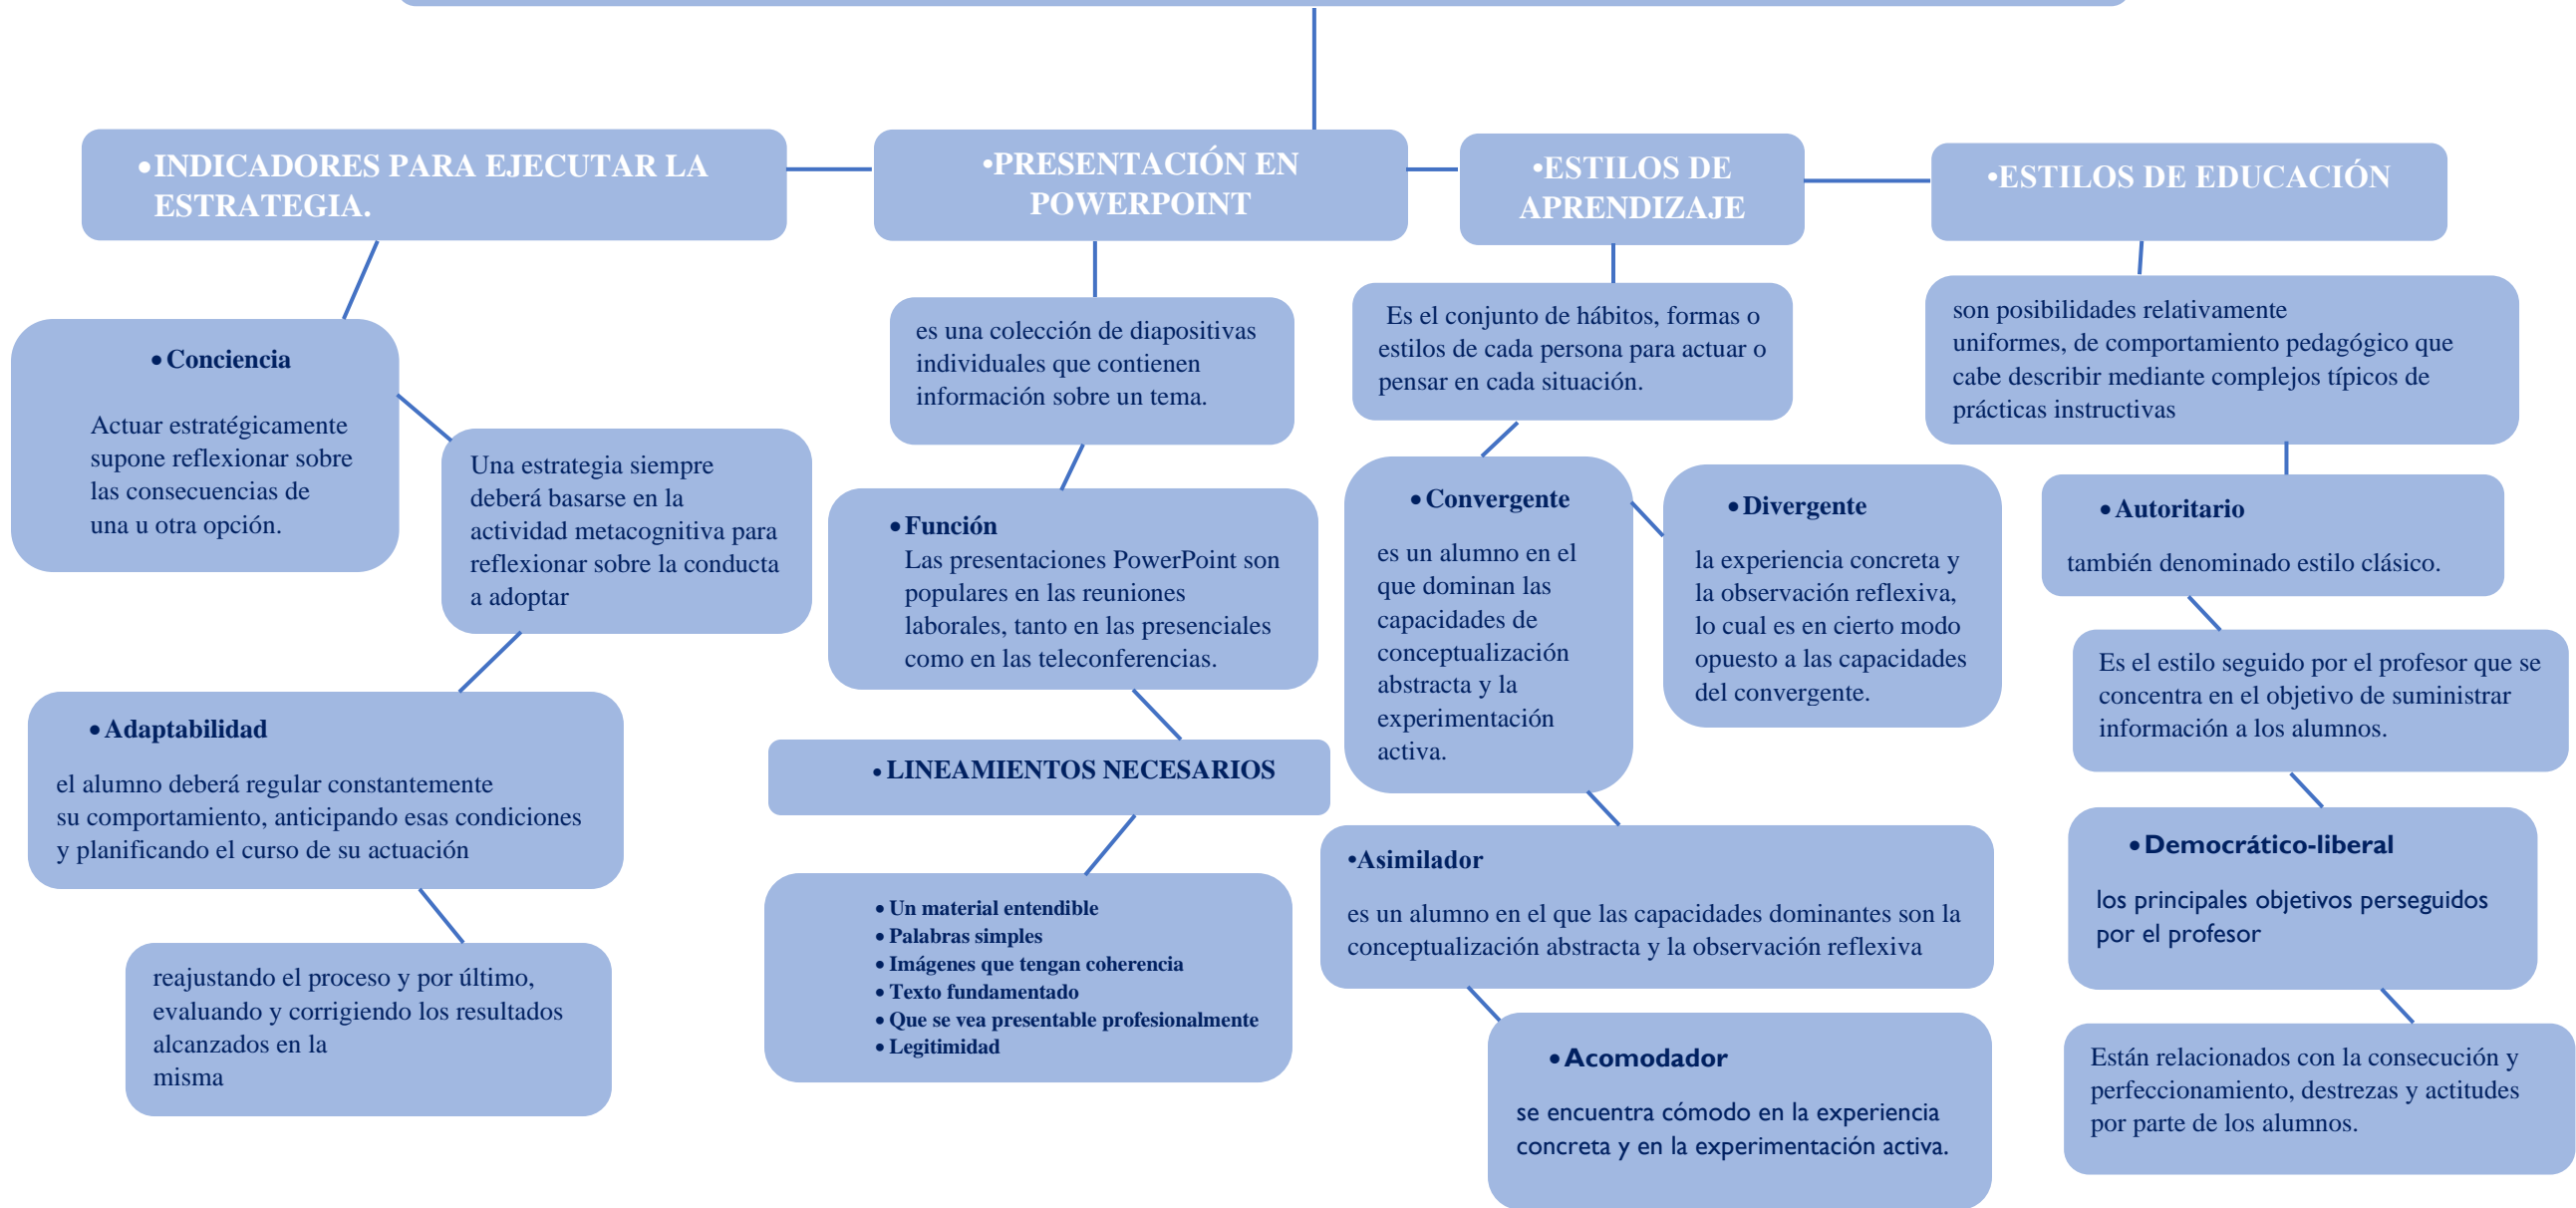 •INDICADORES PARA EJECUTAR LA
ESTRATEGIA.
•Conciencia
Actuar estratégicamente
supone reflexionar sobre
las consecuencias de
una u otra opción.
Una estrategia siempre
deberá basarse en la
actividad metacognitiva para
reflexionar sobre la conducta
a adoptar
•Adaptabilidad
el alumno deberá regular constantemente
su comportamiento, anticipando esas condiciones
y planificando el curso de su actuación
reajustando el proceso y por último,
evaluando y corrigiendo los resultados
alcanzados en la
misma
•PRESENTACIÓN EN
POWERPOINT
es una colección de diapositivas
individuales que contienen
información sobre un tema.
•Función
Las presentaciones PowerPoint son
populares en las reuniones
laborales, tanto en las presenciales
como en las teleconferencias.
•LINEAMIENTOS NECESARIOS
•Un material entendible
•Palabras simples
•Imágenes que tengan coherencia
•Texto fundamentado
•Que se vea presentable profesionalmente
•Legitimidad
•ESTILOS DE
APRENDIZAJE
Es el conjunto de hábitos, formas o
estilos de cada persona para actuar o
pensar en cada situación.
•Convergente
es un alumno en el
que dominan las
capacidades de
conceptualización
abstracta y la
experimentación
activa.
•Divergente
la experiencia concreta y
la observación reflexiva,
lo cual es en cierto modo
opuesto a las capacidades
del convergente.
•Asimilador
es un alumno en el que las capacidades dominantes son la
conceptualización abstracta y la observación reflexiva
•Acomodador
se encuentra cómodo en la experiencia
concreta y en la experimentación activa.
•ESTILOS DE EDUCACIÓN
son posibilidades relativamente
uniformes, de comportamiento pedagógico que
cabe describir mediante complejos típicos de
prácticas instructivas
•Autoritario
también denominado estilo clásico.
Es el estilo seguido por el profesor que se
concentra en el objetivo de suministrar
información a los alumnos.
•Democrático-liberal
los principales objetivos perseguidos
por el profesor
Están relacionados con la consecución y
perfeccionamiento, destrezas y actitudes
por parte de los alumnos.